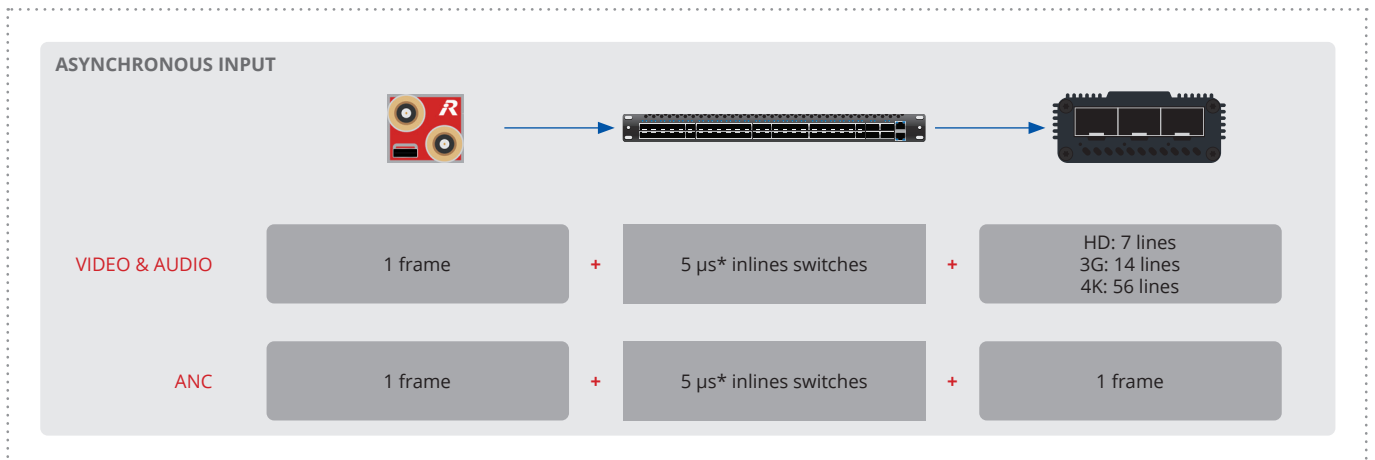 ASYNCHRONOUS INPUT
R
VIDEO & AUDIO
1 frame
+
5 µs* inlines switches
+
HD: 7 lines
3G: 14 lines
4K: 56 lines
ANC
1 frame
+
5 µs* inlines switches
+
1 frame